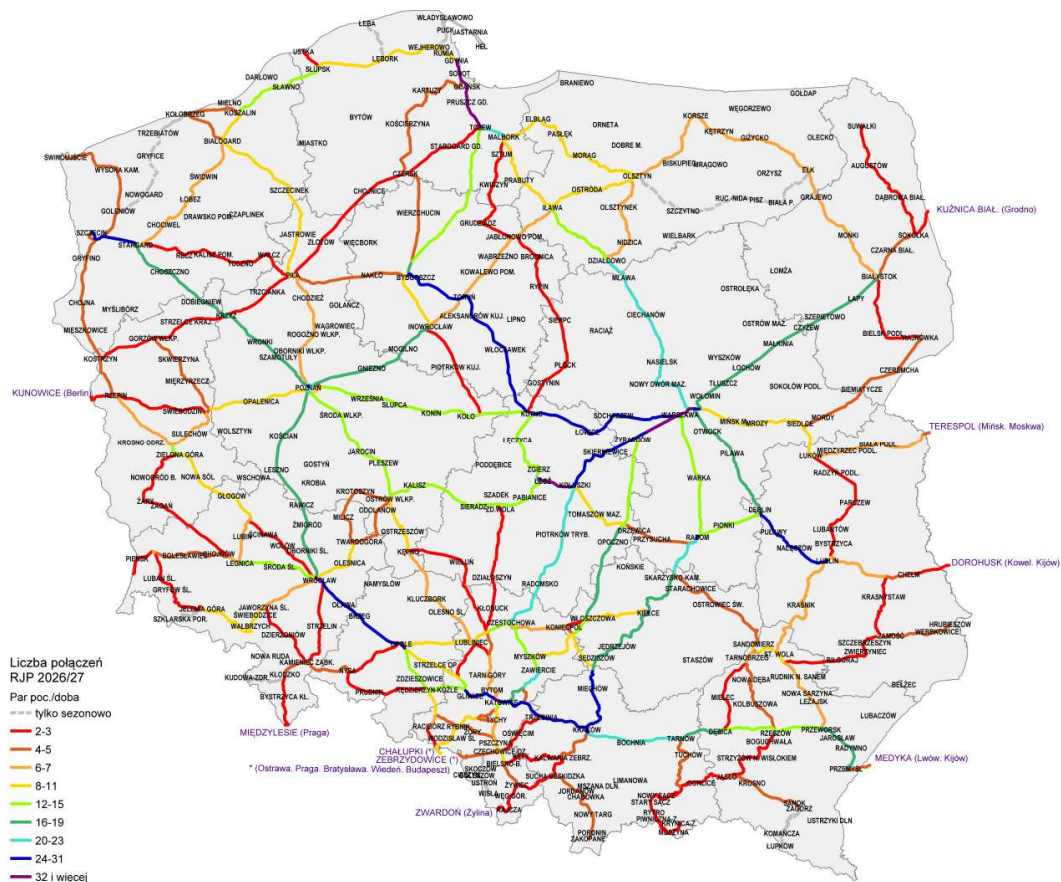 WŁADYSŁAWOWO
ŁEBA
PUCK
JASTARNIA
HEL
USTKA
LĘBORK
WEJHEROWO
RUMIA
GDYNIA
SOPOT
GDAŃSK
PRUSZCZ GD.
SŁUPSK
DARŁOWO
SŁAWNO
KARTUZY
BRANIEWO
GOŁDAP
WĘGORZEWO
MIELNO
KOŁOBRZEG
KOSZALIN
BYTÓW
KOŚCIERZYNA
TCZEW
MALBORK
ELBLĄG
PASŁĘK
ORNETA
DOBRE M.
KORSZE
KĘTRZYN
GIŻYCKO
OLECKO
SUWAŁKI
TRZEBIATÓW
BIAŁOGARD
MIASTKO
STAROGARD GD.
SZTUM
MORĄG
BISKUPIEC
MRĄGOWO
AUGUSTÓW
ŚWINOUJŚCIE
WYSOKA KAM.
GRYFICE
ŚWIDWIN
CHOJNICE
CZERSK
KWIDZYN
PRABUTY
OSTRÓDA
OLSZTYN
ORZYSZ
EŁK
DĄBROWA BIAŁ.
NOWOGARD
GOLENIÓW
ŁOBEZ
SZCZECINEK
WIERZCHUCIN
IŁAWA
OLSZTYNEK
SZCZYTNO
RUC.-NIDA
PISZ
BIAŁA P.
GRAJEWO
KUŹNICA BIAŁ. (Grodno)
SZCZECIN
STARGARD
CHOCIWEL
DRAWSKO POM.
CZAPLINEK
JASTROWIE
ZŁOTÓW
WIĘCBORK
GRUDZIĄDZ
JABŁONOWO POM.
NIDZICA
WIELBARK
MOŃKI
SOKÓŁKA
CZARNA BIAŁ.
GRYFINO
RECZ
KALISZ POM.
TUCZNO
WAŁCZ
PIŁA
NAKŁO
BYDGOSZCZ
WĄBRZEŹNO
BRODNICA
KOWALEWO POM.
DZIAŁDOWO
MŁAWA
ŁOMŻA
BIAŁYSTOK
CHOSZCZNO
TRZCIANKA
CHODZIEŻ
GOŁAŃCZ
TORUŃ
RYPIN
OSTROŁĘKA
ŁAPY
CHOJNA
MYŚLIBÓRZ
DOBIEGNIEW
KRZYŻ
WĄGROWIEC
ROGOŹNO WLKP.
INOWROCŁAW
ALEKSANDRÓW KUJ.
LIPNO
SIERPC
RACIĄŻ
CIECHANÓW
OSTRÓW MAZ.
SZEPIETOWO
CZYŻEW
BIELSK PODL.
HAJNÓWKA
MIESZKOWICE
STRZELCE KRAJ.
GORZÓW WLKP.
WRONKI
SZAMOTUŁY
OBORNIKI WLKP.
MOGILNO
GNIEZNO
PIOTRKÓW KUJ.
WŁOCŁAWEK
PŁOCK
NASIELSK
WYSZKÓW
MAŁKINIA
ŁOCHÓW
CZEREMCHA
KOSTRZYN
SKWIERZYNA
MIĘRZYRZECZ
GOSTYNIN
NOWY DWÓR MAZ.
TŁUSZCZ
SOKOŁÓW PODL.
SIEMIATYCZE
KUNOWICE (Berlin)
RZEPIN
ŚWIEBODZIN
OPALENICA
POZNAŃ
WRZEŚNIA
SŁUPCA
KONIN
KOŁO
KUTNO
SOCHACZEW
WARSZAWA
WOŁOMIN
MIŃSK M.
MROZY
SIEDLCE
MORDY
SULECHÓW
WOLSZTYN
ŚRODA WLKP.
ŁOWICZ
ŻYRARDÓW
OTWOCK
TERESPOL (Mińsk. Moskwa)
KROSNO ODRZ.
ZIELONA GÓRA
KOŚCIAN
JAROCIN
ŁĘCZYCA
SKIERNIEWICE
PILAWA
ŁUKÓW
MIĘDZYRZEC PODL.
BIAŁA PODL.
NOWOGRÓD B.
NOWA SÓL
WSCHOWA
LESZNO
GOSTYŃ
KROBIA
PLESZEW
KALISZ
PODDĘBICE
ZGIERZ
ŁÓDŹ
KOLUSZKI
WARKA
RADZYŃ PODL.
ŻARY
ŻAGAŃ
GŁOGÓW
RAWICZ
KROTOSZYN
OSTRÓW WLKP.
ODOLANÓW
SIERADZ
SZADEK
ZD.WOLA
PABIANICE
TOMASZÓW MAZ.
DRZEWICA
RADOM
PIONKI
DĘBLIN
PARCZEW
LUBARTÓW
ŻMIGRÓD
MILICZ
OSTRZESZÓW
PIOTRKÓW TRYB.
OPOCZNO
PRZYSUCHA
PUŁAWY
NAŁĘCZÓW
BYSTRZYCA
LUBLIN
DOROHUSK (Kowel. Kijów)
PIEŃSK
BOLESŁAWIEC
CHOJNÓW
LUBIN
ŚCINAWA
WOŁÓW
OBORNIKI ŚL.
TWARDOGÓRA
KĘPNO
WIELUŃ
DZIAŁOSZYN
RADOMSKO
KOŃSKIE
SKARŻYSKO-KAM.
STARACHOWICE
CHEŁM
LUBAŃ ŚL.
GRYFÓW ŚL.
LEGNICA
ŚRODA ŚL.
WROCŁAW
OLEŚNICA
NAMYSŁÓW
OSTROWIEC ŚW.
KRAŚNIK
KRASNYSTAW
JELENIA GÓRA
SZKLARSKA POR.
JAWORZYNA ŚL.
ŚWIEBODZICE
WAŁBRZYCH
OŁAWA
BRZEG
KLUCZBORK
OLESNO ŚL.
KŁOBUCK
CZĘSTOCHOWA
KONIECPOL
WŁOSZCZOWA
KIELCE
HRUBIESZÓW
WERBKOWICE
ZAMOŚĆ
SZCZEBRZESZYN
ZWIERZYNIEC
DZIERŻONIÓW
STRZELIN
OPOLE
LUBLINIEC
JĘDRZEJÓW
SANDOMIERZ
TARNOBRZEG
ST. WOLA
BIŁGORAJ
NOWA RUDA
KAMIENIEC ZĄBK.
NYSA
STRZELCE OP.
MYSZKÓW
ZAWIERCIE
SĘDZISZÓW
STASZÓW
RUDNIK N. SANEM
BEŁŻEC
KUDOWA-ZDR.
KŁODZKO
PRUDNIK
ZDZIESZOWICE
KĘDZIERZYN-KOŹLE
TARN.GÓRY
BYTOM
GLIWICE
KATOWICE
MIECHÓW
MIELEC
NOWA DĘBA
KOLBUSZOWA
NOWA SARZYNA
LEŻAJSK
LUBACZÓW
BYSTRZYCA KŁ.
RACIBÓRZ
RYBNIK
ŻORY
TYCHY
TRZEBINIA
KRAKÓW
BOCHNIA
TARNÓW
DĘBICA
RZESZÓW
PRZEWORSK
JAROSŁAW
RADYMNO
MIĘDZYLESIE (Praga)
WODZISŁAW ŚL.
PSZCZYNA
OŚWIĘCIM
TUCHÓW
BOGUCHWAŁA
STRZYŻÓW N. WISŁOKIEM
PRZEMYŚL
MEDYKA (Lwów. Kijów)
CHAŁUPKI (*)
ZEBRZYDOWICE (*)
* (Ostrawa. Praga. Bratysława. Wiedeń. Budapeszt)
CZECHOWICE-DZ.
KALWARIA ZEBRZ.
BIELSKO-B.
SKOCZÓW
CIESZYN
USTROŃ
WISŁA
ŻYWIEC
WĘG.GÓR.
SUCHA BESKIDZKA
MSZANA DLN.
LIMANOWA
JORDANÓW
CHABÓWKA
NOWY SĄCZ
STARY SĄCZ
GORLICE
JASŁO
KROSNO
SANOK
ZAGÓRZ
RYTRO
PIWNICZNA-Z.
KRYNICA-Z.
MUSZYNA
USTRZYKI DLN
KOMAŃCZA
ŁUPKÓW
ZWARDOŃ (Żylina)
RAJCZA
NOWY TARG
PORONIN
ZAKOPANE
Liczba połączeń
RJP 2026/27
Par poc./doba
tylko sezonowo
2-3
4-5
6-7
8-11
12-15
16-19
20-23
24-31
32 i więcej